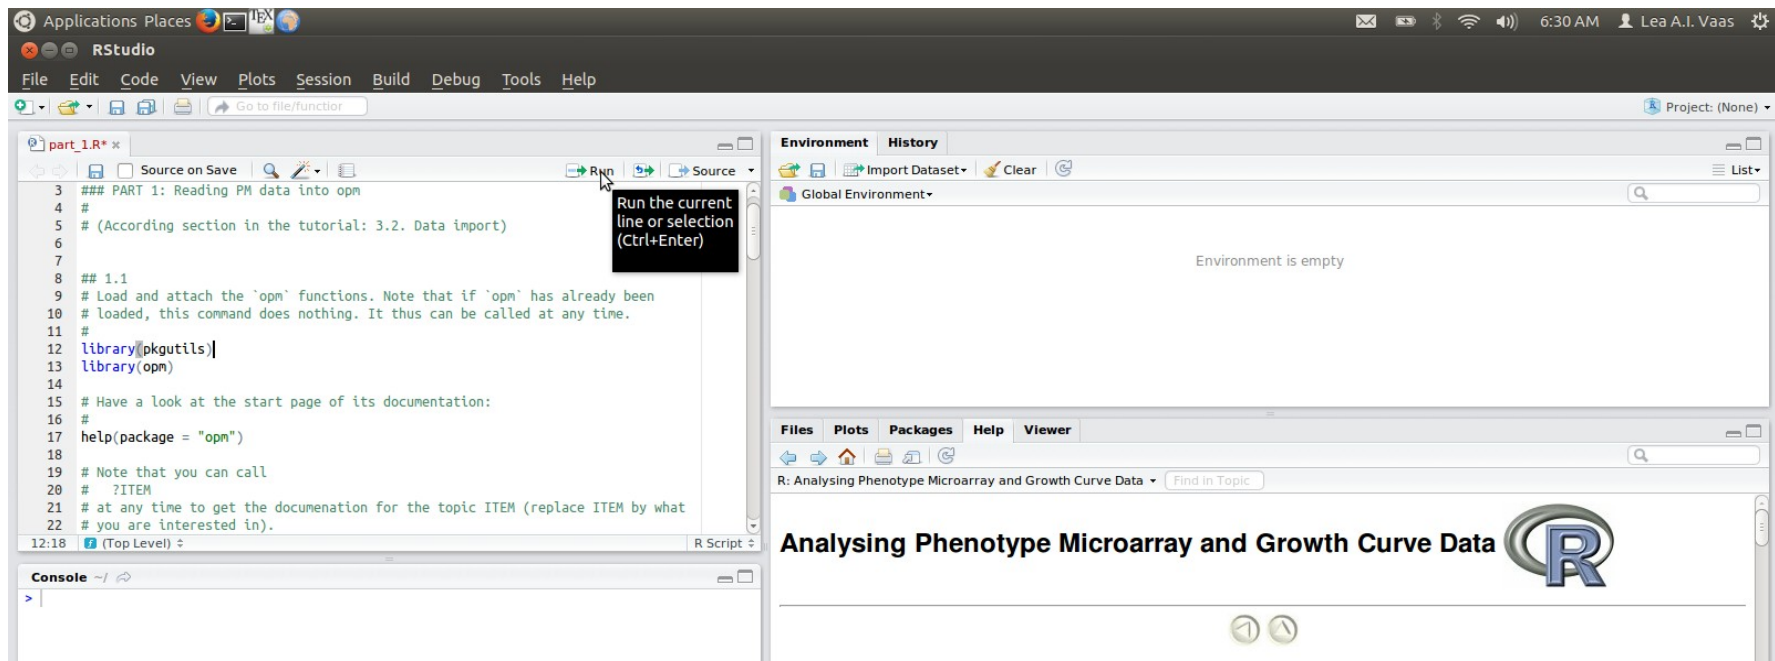 Applications Places TEX 6:30 AM Lea A.I. Vaas
RStudio
File Edit Code View Plots Session Build Debug Tools Help
Go to file/function Project: (None)
part_1.R*
Source on Save Run Source
3 ### PART 1: Reading PM data into opm
4 #
5 # (According section in the tutorial: 3.2. Data import)
6
7
8 ## 1.1
9 # Load and attach the `opm` functions. Note that if `opm` has already been
10 # loaded, this command does nothing. It thus can be called at any time.
11 #
12 library(pkgutils)
13 library(opm)
14
15 # Have a look at the start page of its documentation:
16 #
17 help(package = "opm")
18
19 # Note that you can call
20 #   ?ITEM
21 # at any time to get the documenation for the topic ITEM (replace ITEM by what
22 # you are interested in).
12:18 (Top Level) R Script
Run the current
line or selection
(Ctrl+Enter)
Console ~/
>
Environment History
Import Dataset Clear List
Global Environment
Environment is empty
Files Plots Packages Help Viewer
R: Analysing Phenotype Microarray and Growth Curve Data Find in Topic
Analysing Phenotype Microarray and Growth Curve Data R